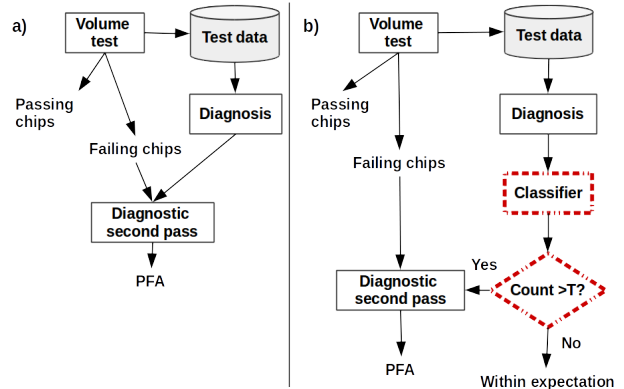 a)
Volume
test
Test data
Passing
chips
Diagnosis
Failing chips
Diagnostic
second pass
PFA
b)
Volume
test
Test data
Passing
chips
Diagnosis
Failing chips
Classifier
Yes
Count >T?
Diagnostic
second pass
No
PFA
Within expectation